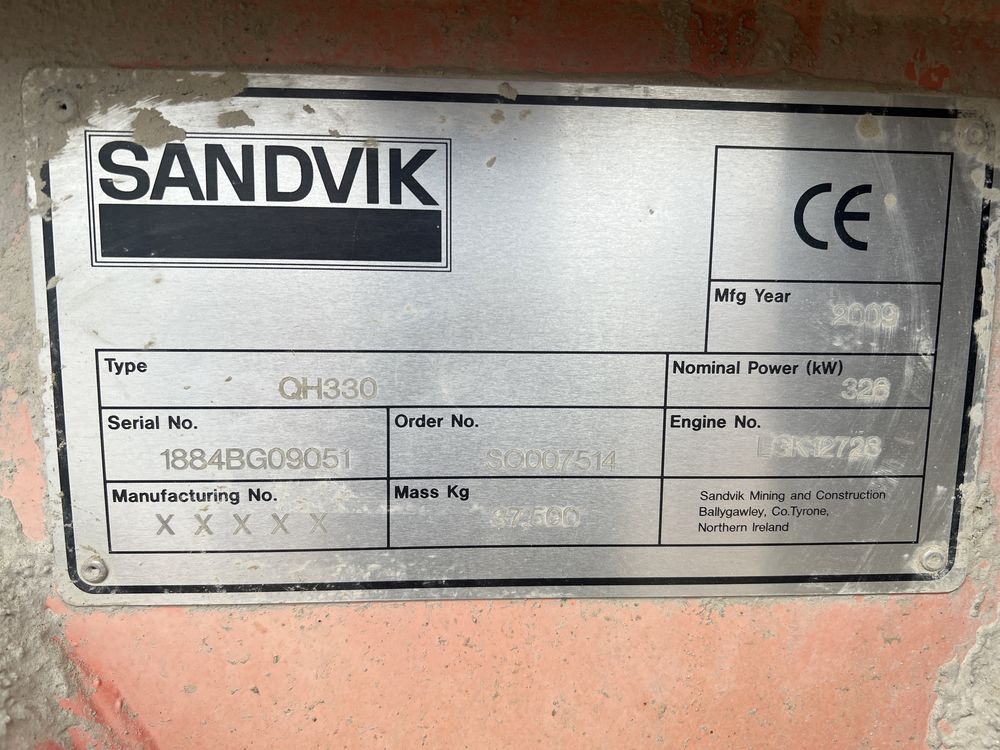 SANDVIK
CE
Mfg Year
2009
Type
QH330
Nominal Power (kW)
326
Serial No.
1884BG09051
Order No.
SO007514
Engine No.
LGK12728
Manufacturing No.
X X X X X
Mass Kg
37.500
Sandvik Mining and Construction
Ballygawley, Co.Tyrone,
Northern Ireland